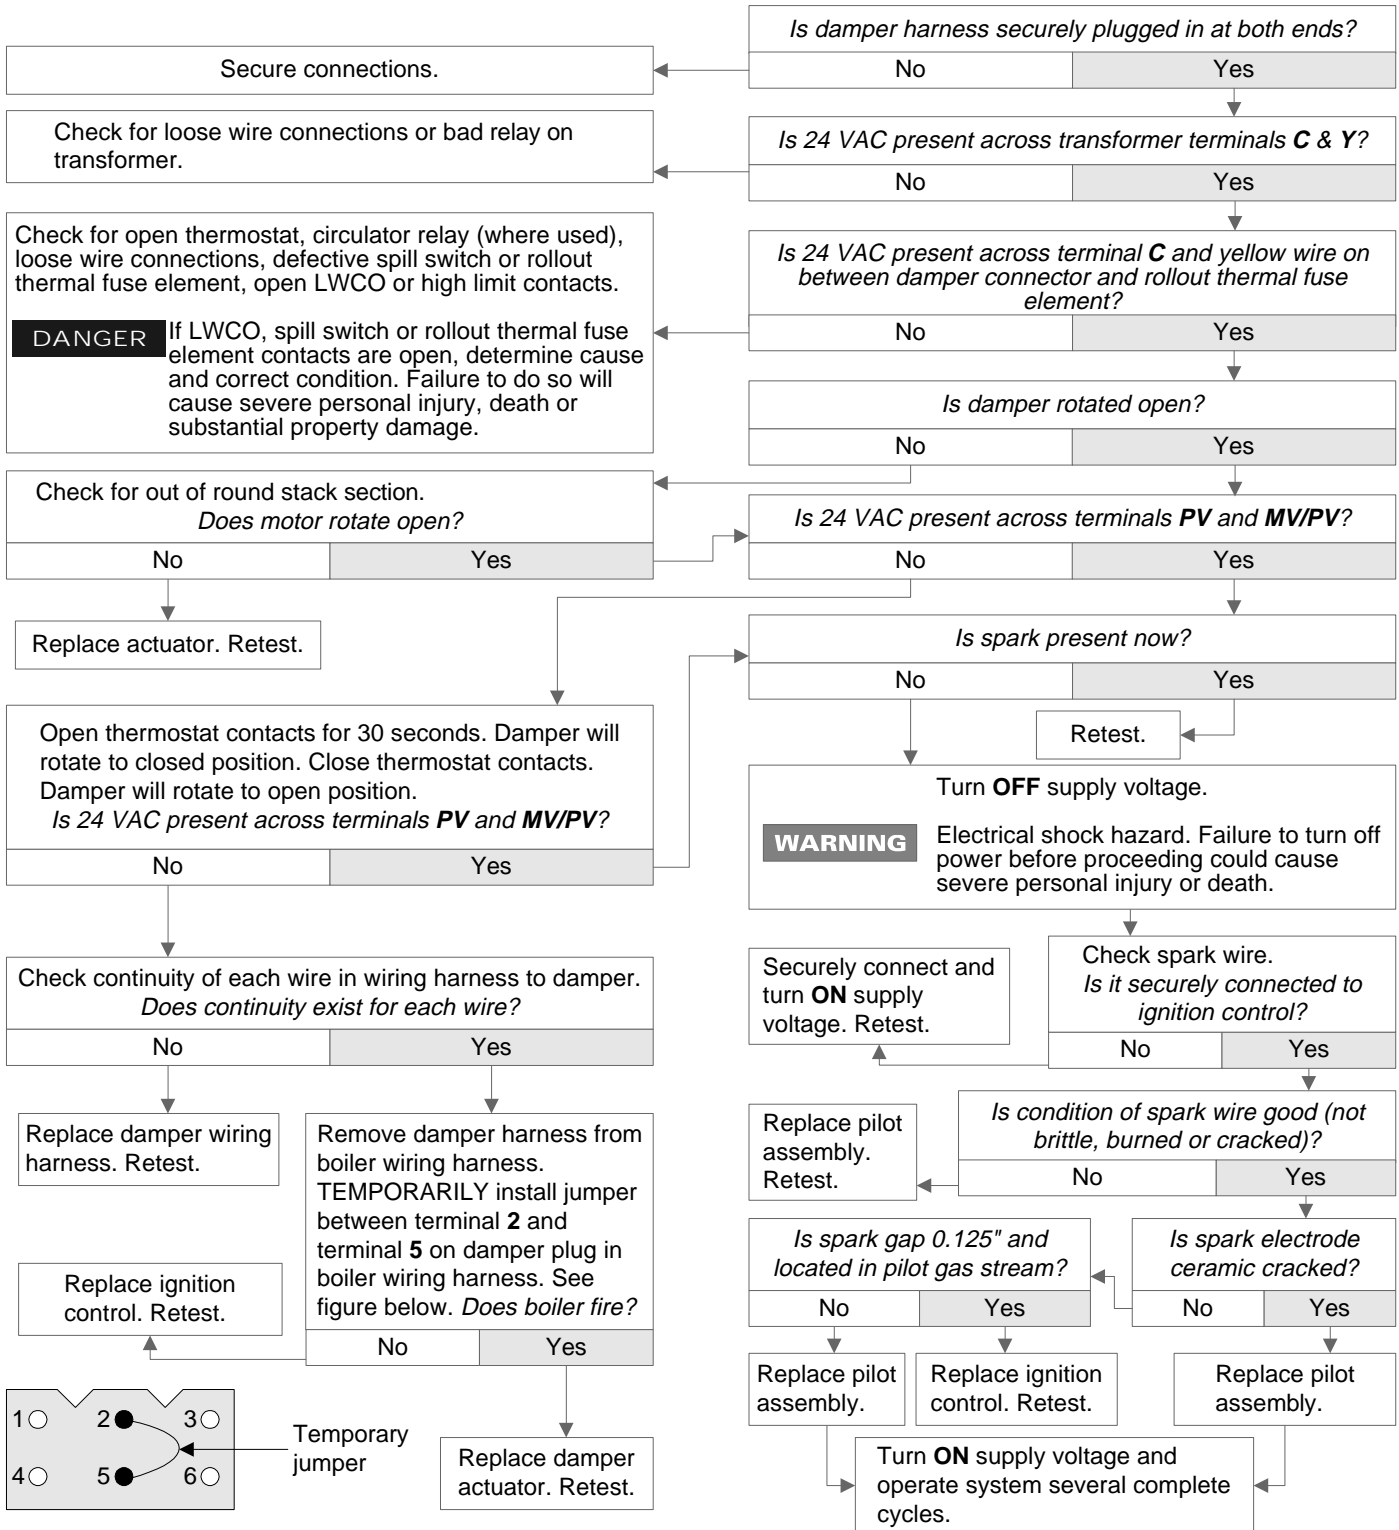 Is damper harness securely plugged in at both ends?
No
Yes
Secure connections.
Is 24 VAC present across transformer terminals C & Y?
No
Yes
Check for loose wire connections or bad relay on
transformer.
Is 24 VAC present across terminal C and yellow wire on
between damper connector and rollout thermal fuse
element?
No
Yes
Check for open thermostat, circulator relay (where used),
loose wire connections, defective spill switch or rollout
thermal fuse element, open LWCO or high limit contacts.
DANGER
If LWCO, spill switch or rollout thermal fuse
element contacts are open, determine cause
and correct condition. Failure to do so will
cause severe personal injury, death or
substantial property damage.
Is damper rotated open?
No
Yes
Check for out of round stack section.
Does motor rotate open?
No
Yes
Replace actuator. Retest.
Is 24 VAC present across terminals PV and MV/PV?
No
Yes
Is spark present now?
No
Yes
Retest.
Open thermostat contacts for 30 seconds. Damper will
rotate to closed position. Close thermostat contacts.
Damper will rotate to open position.
Is 24 VAC present across terminals PV and MV/PV?
No
Yes
Turn OFF supply voltage.
WARNING
Electrical shock hazard. Failure to turn off
power before proceeding could cause
severe personal injury or death.
Check continuity of each wire in wiring harness to damper.
Does continuity exist for each wire?
No
Yes
Securely connect and
turn ON supply
voltage. Retest.
Check spark wire.
Is it securely connected to
ignition control?
No
Yes
Replace damper wiring
harness. Retest.
Remove damper harness from
boiler wiring harness.
TEMPORARILY install jumper
between terminal 2 and
terminal 5 on damper plug in
boiler wiring harness. See
figure below. Does boiler fire?
No
Yes
Replace ignition
control. Retest.
Replace damper
actuator. Retest.
Replace pilot
assembly.
Retest.
Is condition of spark wire good (not
brittle, burned or cracked)?
No
Yes
Is spark gap 0.125" and
located in pilot gas stream?
No
Yes
Is spark electrode
ceramic cracked?
No
Yes
Replace pilot
assembly.
Replace ignition
control. Retest.
Replace pilot
assembly.
Turn ON supply voltage and
operate system several complete
cycles.
1
2
3
4
5
6
Temporary
jumper